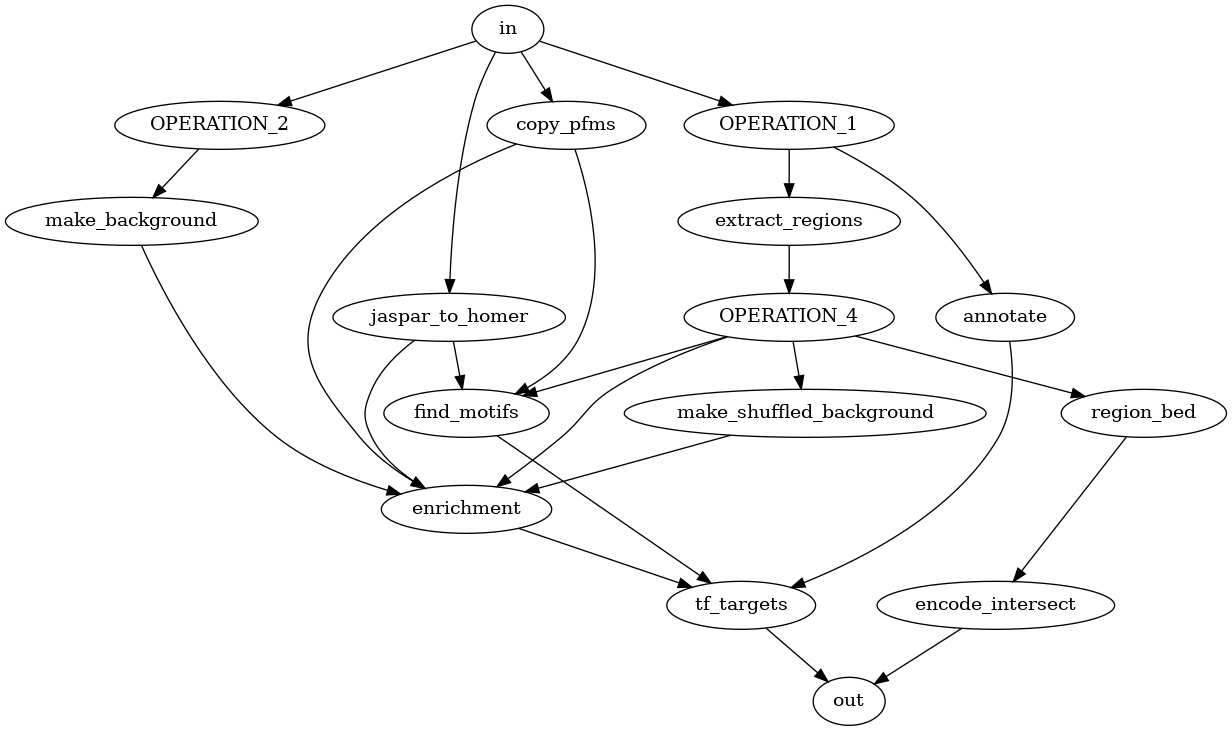 in
OPERATION_2
copy_pfms
OPERATION_1
make_background
extract_regions
jaspar_to_homer
OPERATION_4
annotate
find_motifs
make_shuffled_background
region_bed
enrichment
tf_targets
encode_intersect
out